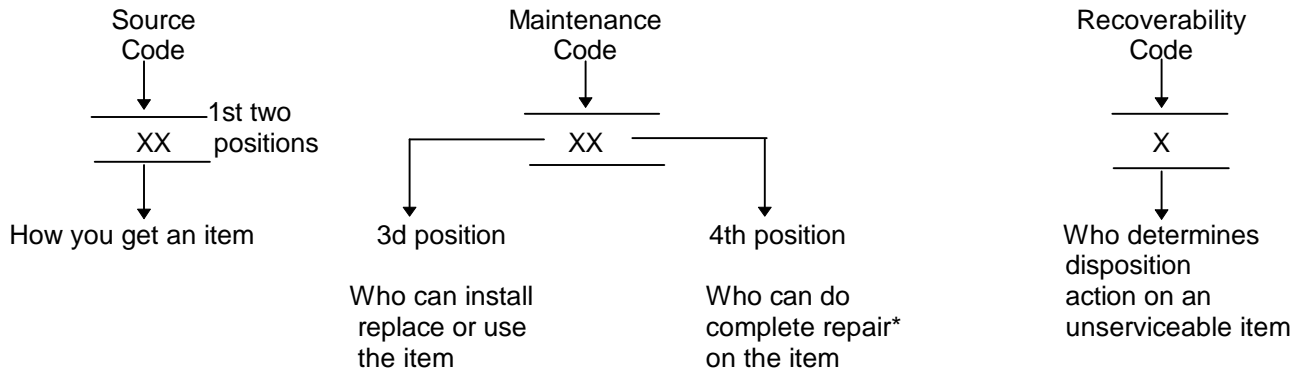 Source
Code
1st two
positions
XX
How you get an item
Maintenance
Code
XX
3d position
Who can install
replace or use
the item
4th position
Who can do
complete repair*
on the item
Recoverability
Code
X
Who determines
disposition
action on an
unserviceable item